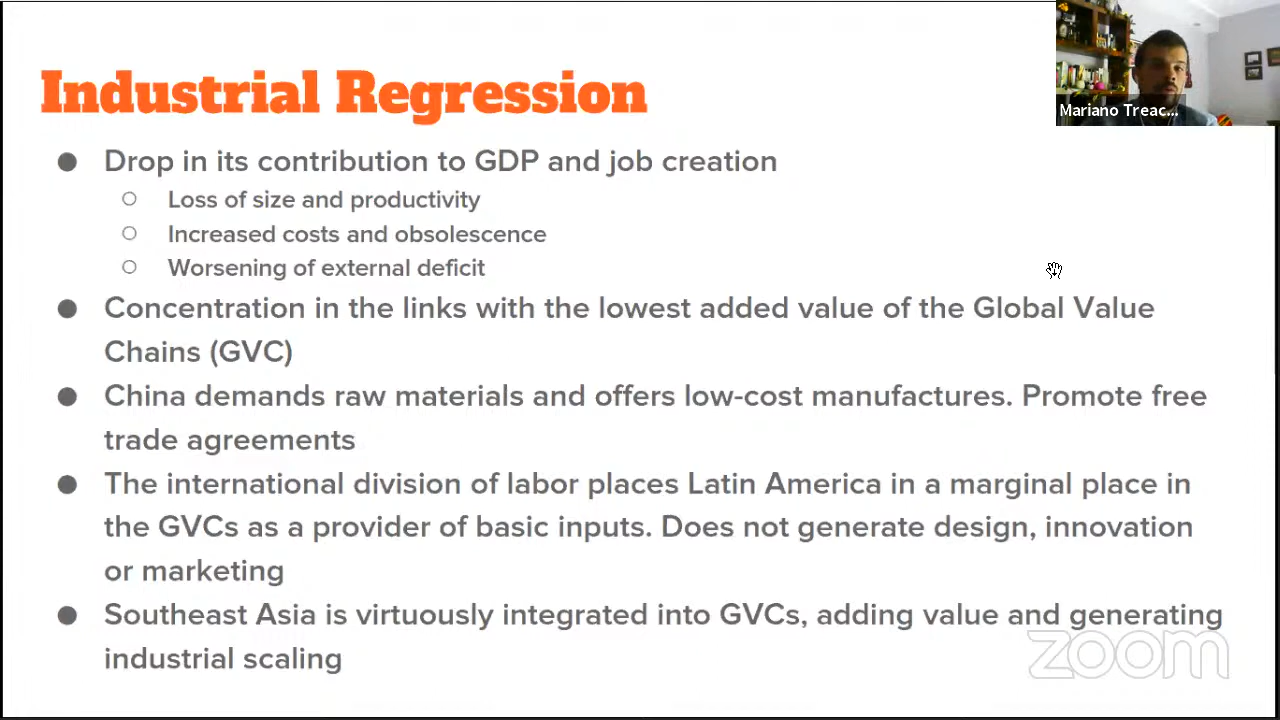 Industrial Regression
Mariano Treac...
● Drop in its contribution to GDP and job creation
○ Loss of size and productivity
○ Increased costs and obsolescence
○ Worsening of external deficit
● Concentration in the links with the lowest added value of the Global Value
Chains (GVC)
● China demands raw materials and offers low-cost manufactures. Promote free
trade agreements
● The international division of labor places Latin America in a marginal place in
the GVCs as a provider of basic inputs. Does not generate design, innovation
or marketing
● Southeast Asia is virtuously integrated into GVCs, adding value and generating
industrial scaling
zoom